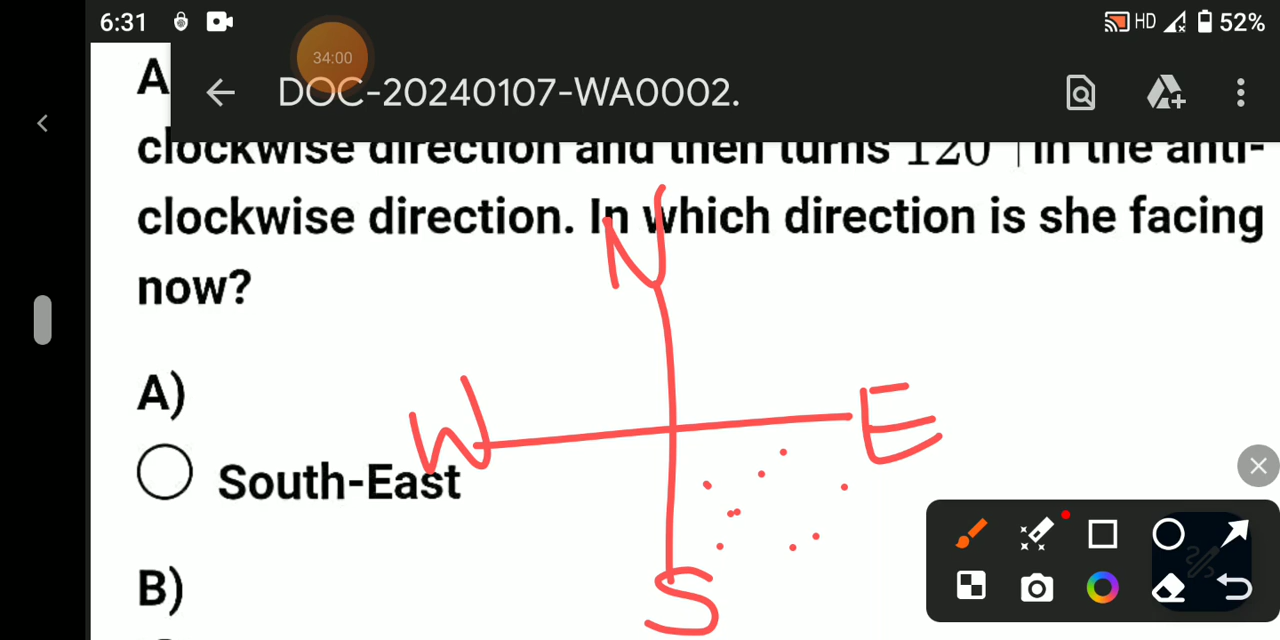 6:31 HD 52%
34:00
DOC-20240107-WA0002.
A
clockwise direction and then turns 120 in the anti-
clockwise direction. In which direction is she facing
now?
N
A)
W E
South-East
B)
S